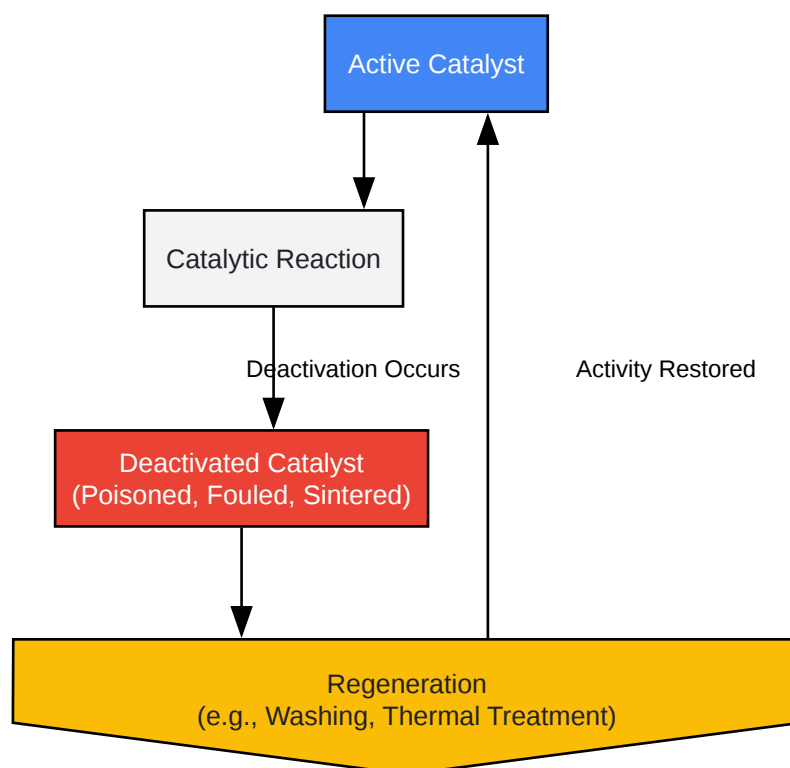 Active Catalyst
Catalytic Reaction
Deactivation Occurs
Activity Restored
Deactivated Catalyst
(Poisoned, Fouled, Sintered)
Regeneration
(e.g., Washing, Thermal Treatment)